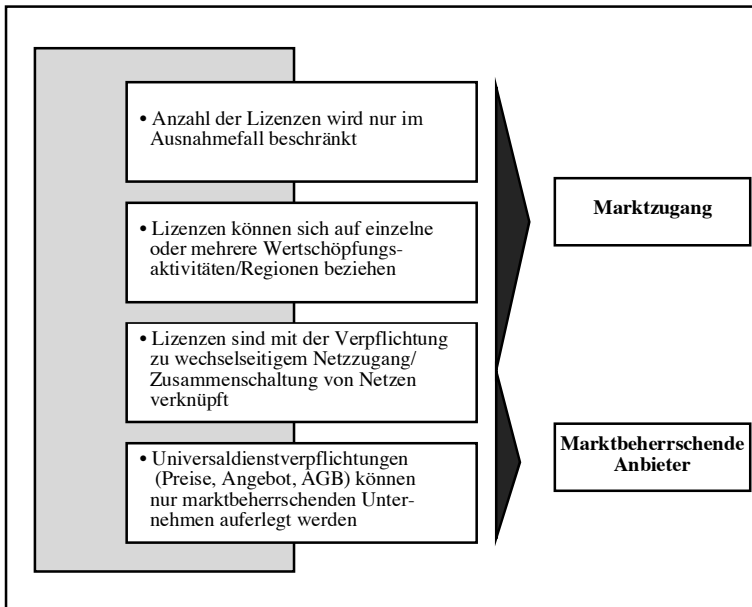 • Anzahl der Lizenzen wird nur im
Ausnahmefall beschränkt
• Lizenzen können sich auf einzelne
oder mehrere Wertschöpfungs-
aktivitäten/Regionen beziehen
• Lizenzen sind mit der Verpflichtung
zu wechselseitigem Netzzugang/
Zusammenschaltung von Netzen
verknüpft
• Universaldienstverpflichtungen
(Preise, Angebot, AGB) können
nur marktbeherrschenden Unter-
nehmen auferlegt werden
Marktzugang
Marktbeherrschende
Anbieter